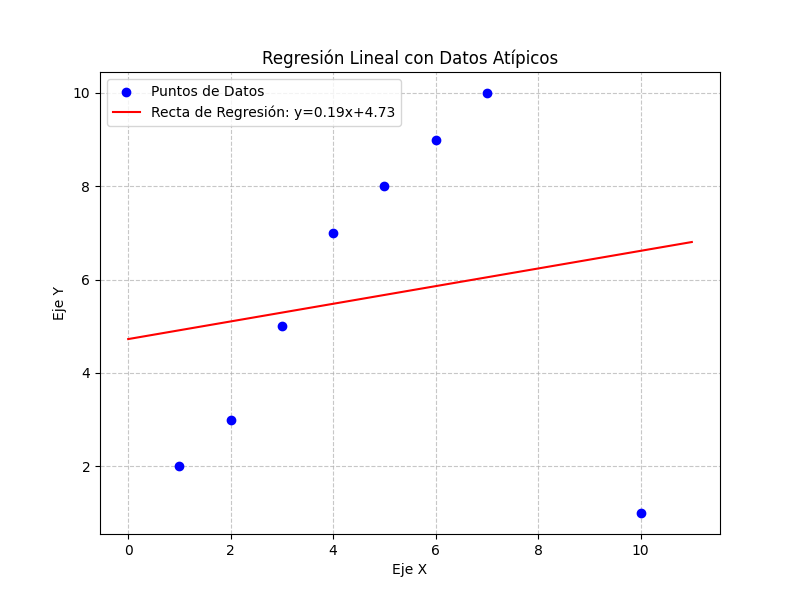 Regresión Lineal con Datos Atípicos
Puntos de Datos
Recta de Regresión: y=0.19x+4.73
10
8
6
4
2
Eje Y
0 2 4 6 8 10
Eje X